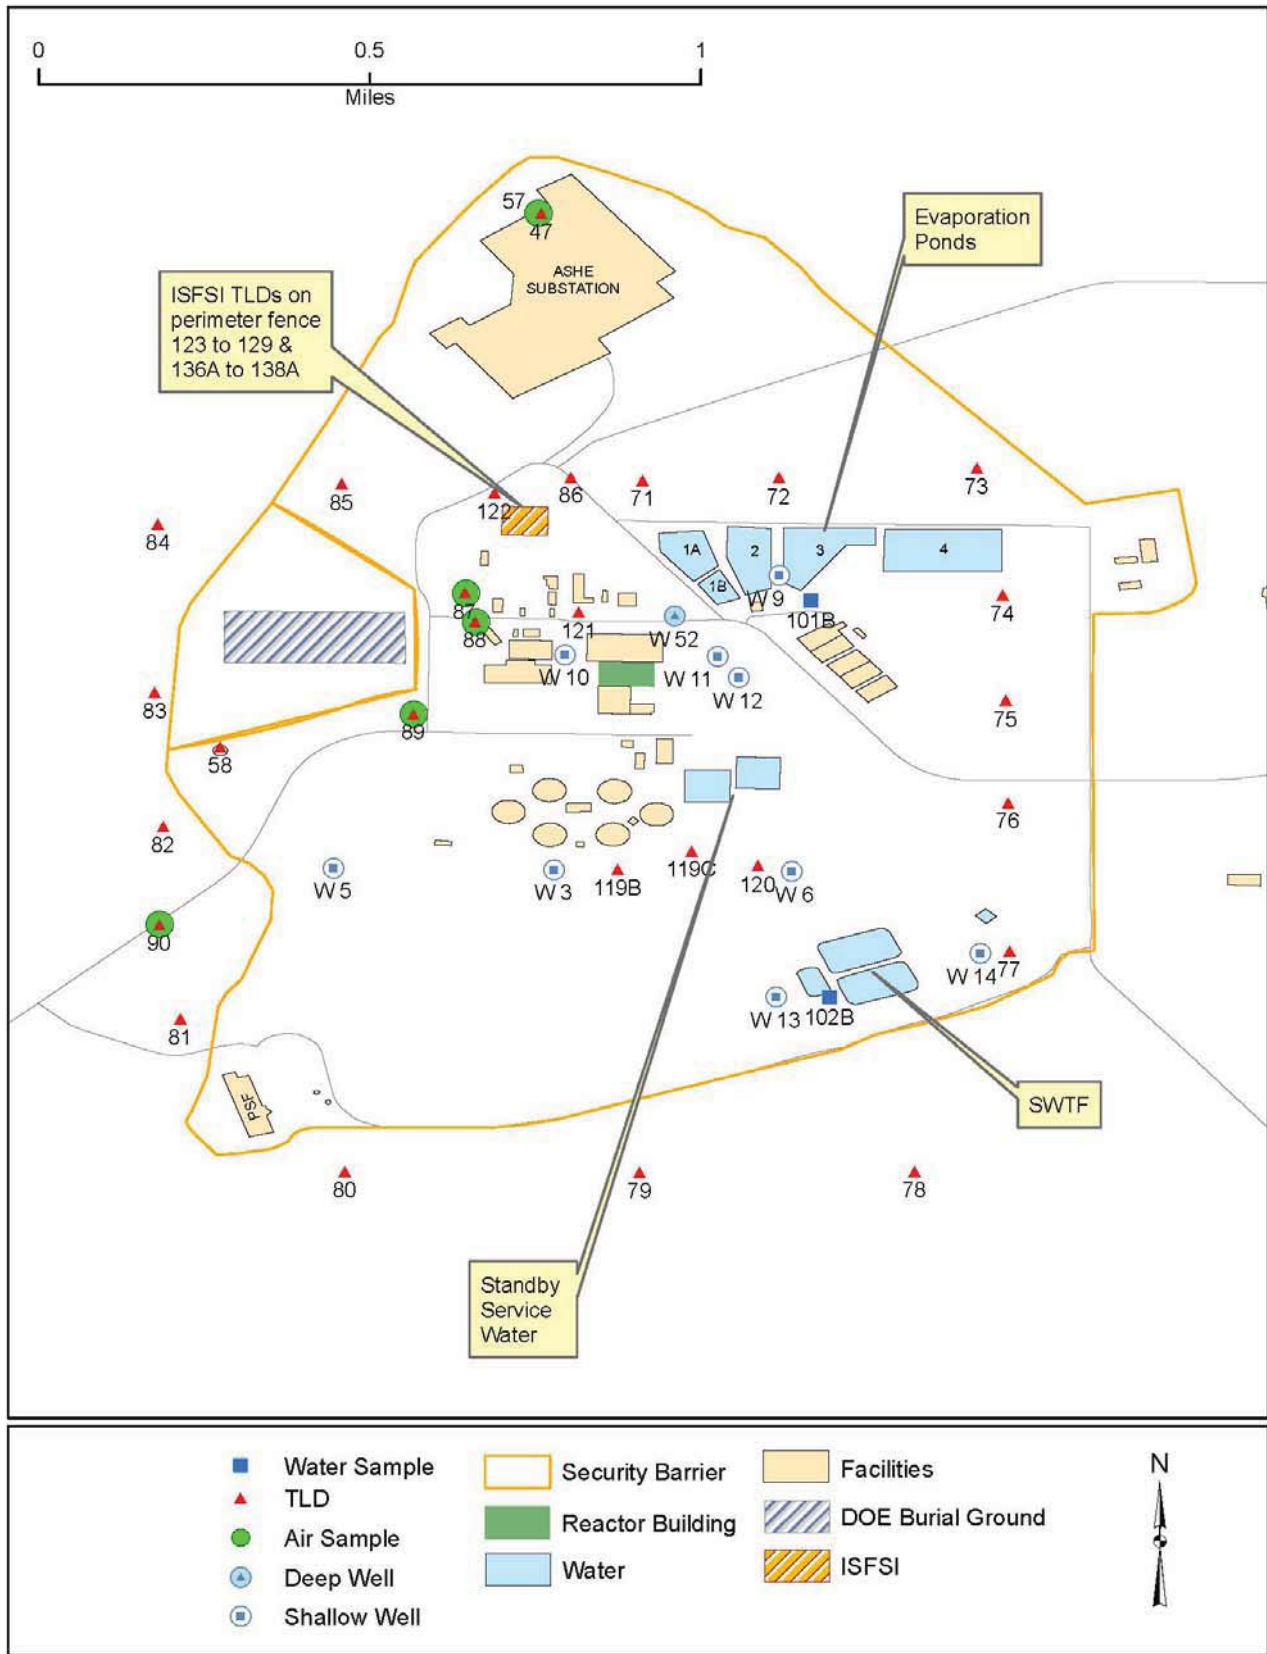 0
0.5
1
Miles
57
47
Evaporation
Ponds
ASHE
SUBSTATION
ISFSI TLDs on
perimeter fence
123 to 129 &
136A to 138A
85
122
86
71
72
73
84
1A
2
3
4
1B
W 9
87
101B
74
88
121
W 52
W 10
W 11
W 12
83
89
75
58
76
82
W 5
W 3
119B
119C
120
W 6
90
W 14
77
W 13
102B
81
PSF
SWTF
80
79
78
Standby
Service
Water
Water Sample
TLD
Air Sample
Deep Well
Shallow Well
Security Barrier
Reactor Building
Water
Facilities
DOE Burial Ground
ISFSI
N